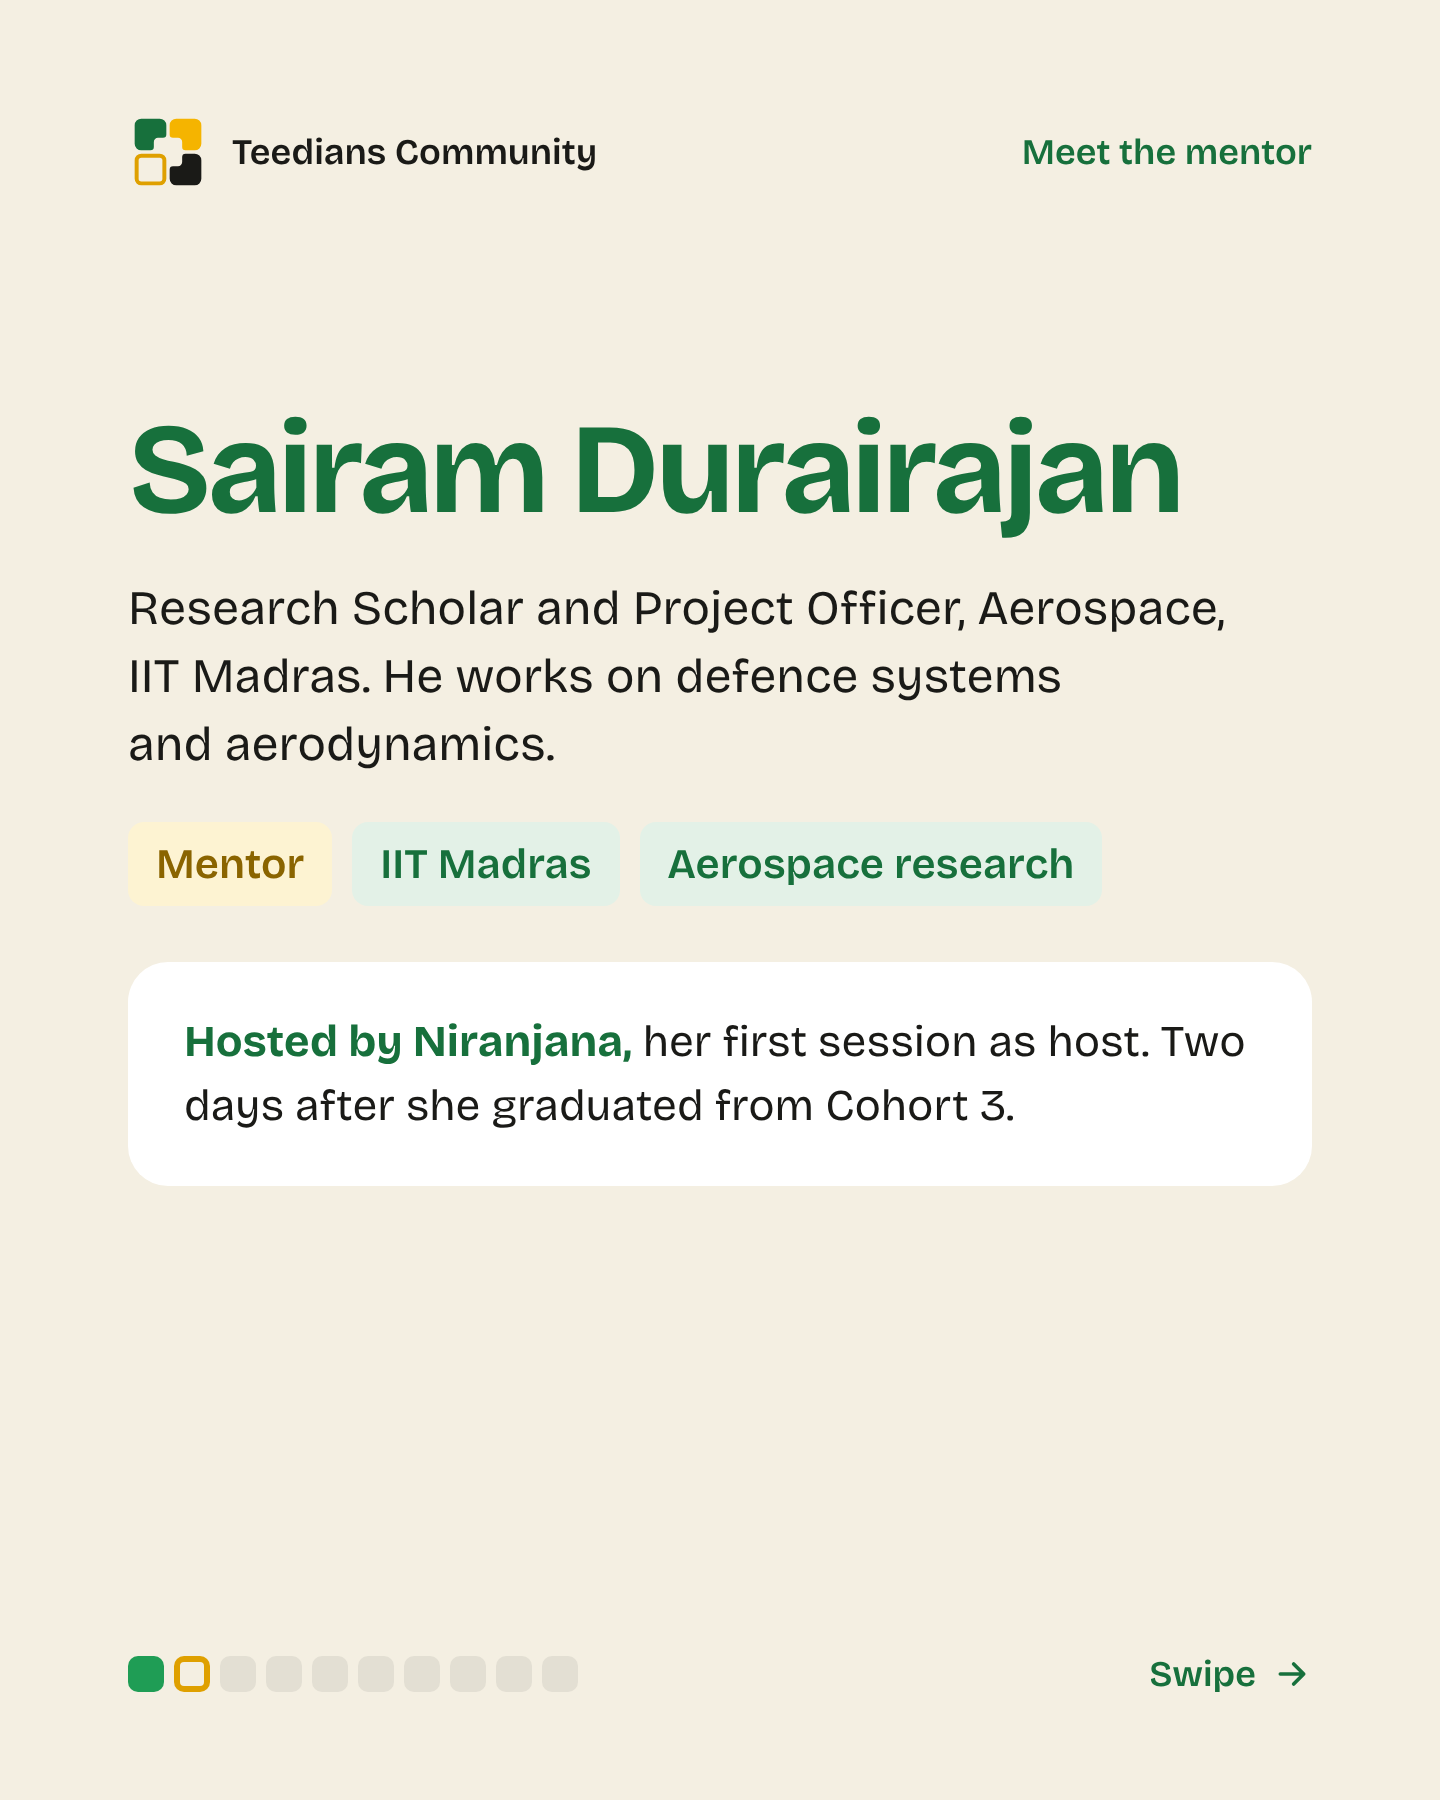 Teedians Community
Meet the mentor
Sairam Durairajan
Research Scholar and Project Officer, Aerospace,
IIT Madras. He works on defence systems
and aerodynamics.
Mentor
IIT Madras
Aerospace research
Hosted by Niranjana, her first session as host. Two
days after she graduated from Cohort 3.
Swipe →